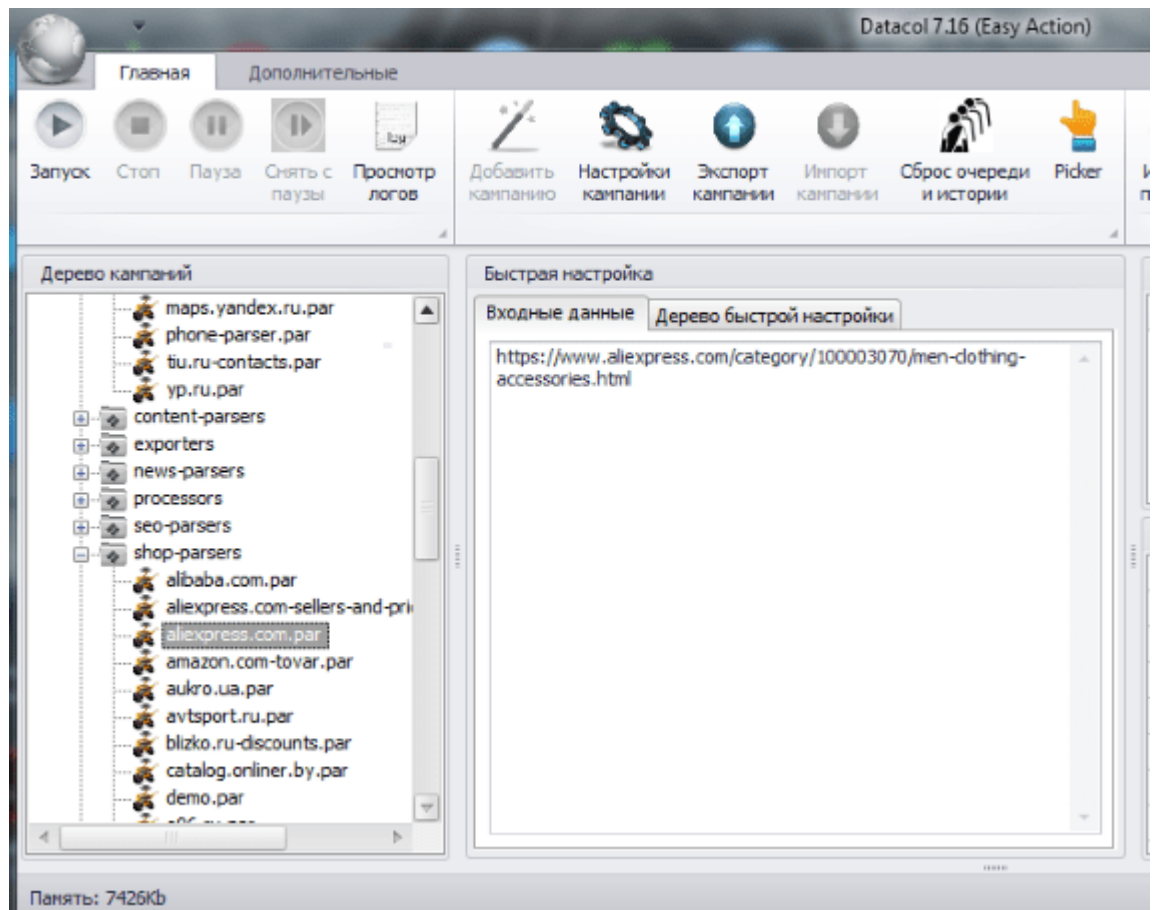 Datacol 7.16 (Easy Action)
Главная
Дополнительные
Запуск
Стоп
Пауза
Снять с
паузы
Просмотр
логов
Добавить
кампанию
Настройки
кампании
Экспорт
кампании
Импорт
кампании
Сброс очереди
и истории
Picker
Дерево кампаний
maps.yandex.ru.par
phone-parser.par
tiu.ru-contacts.par
yp.ru.par
content-parsers
exporters
news-parsers
processors
seo-parsers
shop-parsers
alibaba.com.par
aliexpress.com-sellers-and-pri
aliexpress.com.par
amazon.com-tovar.par
aukro.ua.par
avtsport.ru.par
blizko.ru-discounts.par
catalog.onliner.by.par
demo.par
Быстрая настройка
Входные данные
Дерево быстрой настройки
https://www.aliexpress.com/category/100003070/men-clothing-
accessories.html
Память: 7426Kb